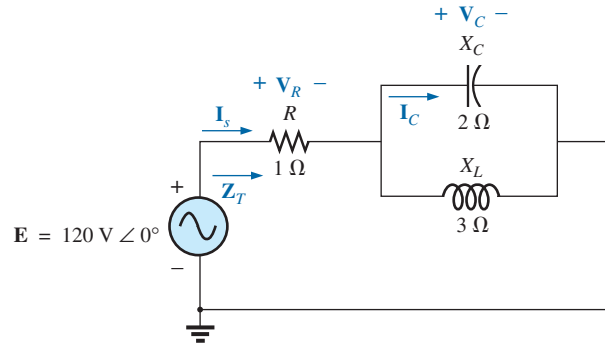 + V_C −
X_C
+ V_R −
I_s
R
I_C
2 Ω
1 Ω
X_L
Z_T
+
3 Ω
E = 120 V ∠ 0°
−